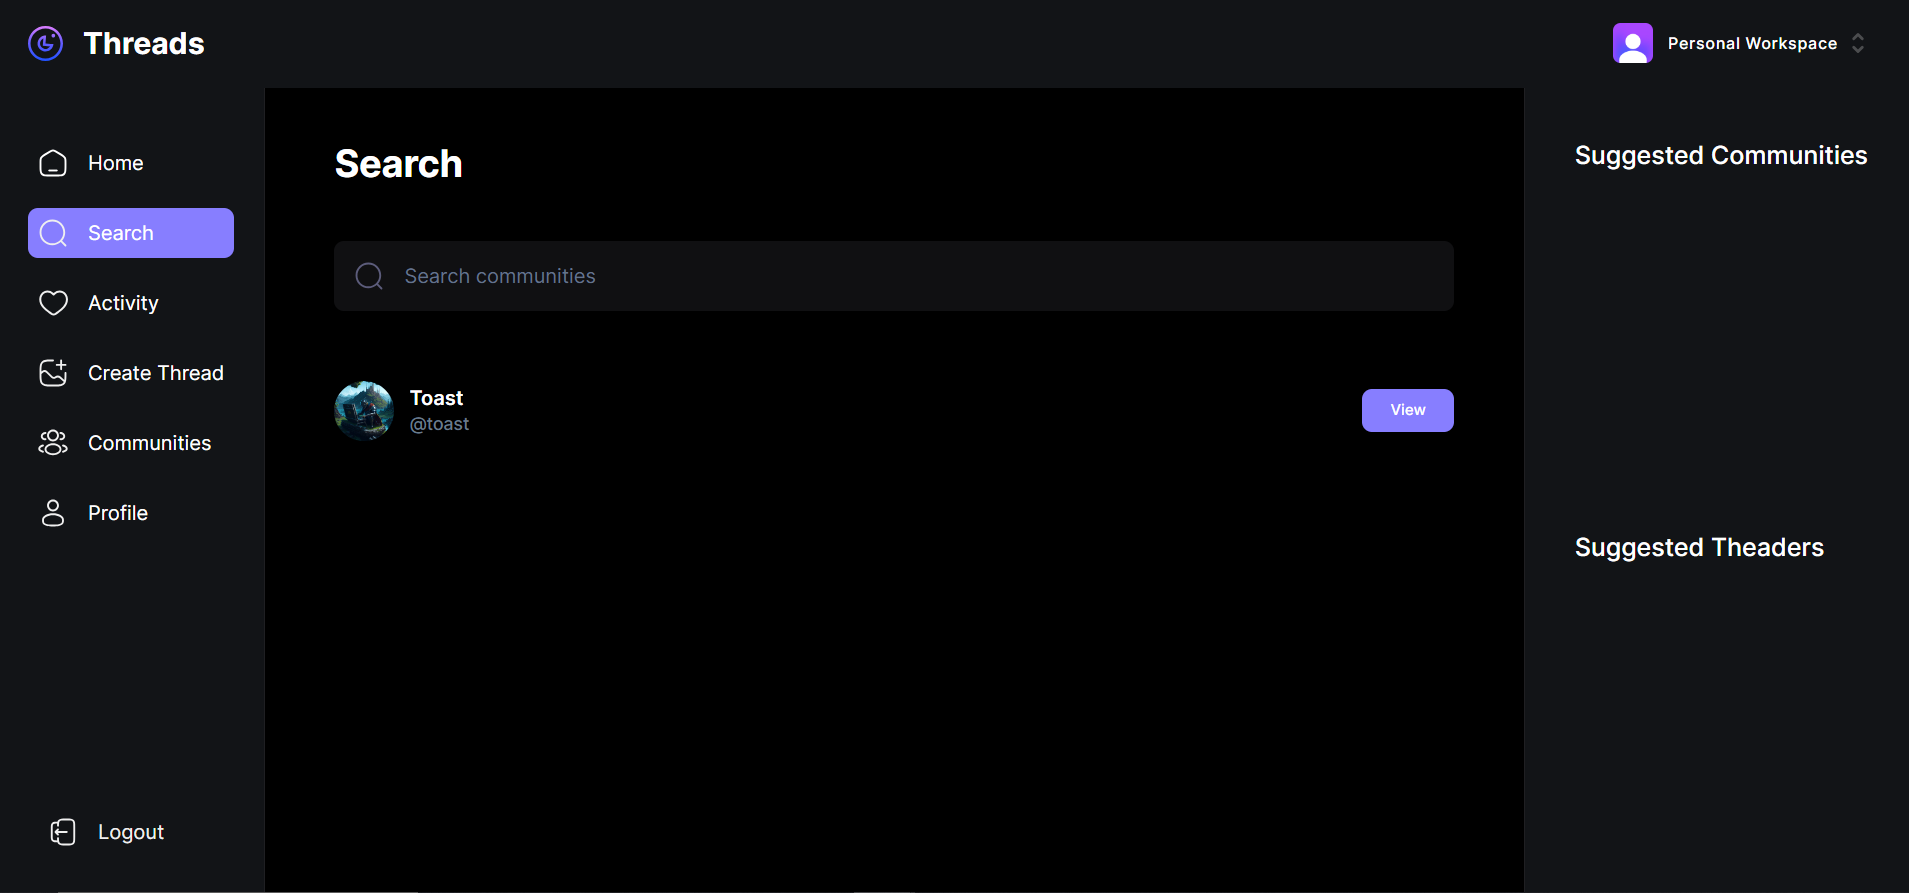 Threads
Personal Workspace
Home
Search
Activity
Create Thread
Communities
Profile
Logout
Search
Search communities
Toast
@toast
View
Suggested Communities
Suggested Theaders